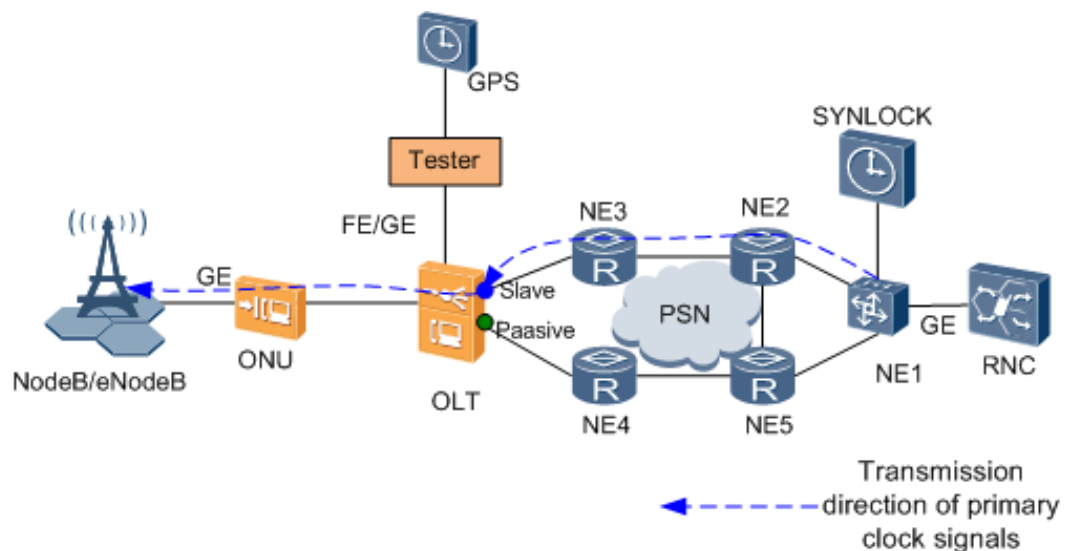 GPS
SYNLOCK
Tester
NE3
NE2
FE/GE
GE
Slave
PSN
Paasive
GE
ONU
NE1
RNC
NodeB/eNodeB
OLT
NE4
NE5
R
R
R
R
Transmission
direction of primary
clock signals